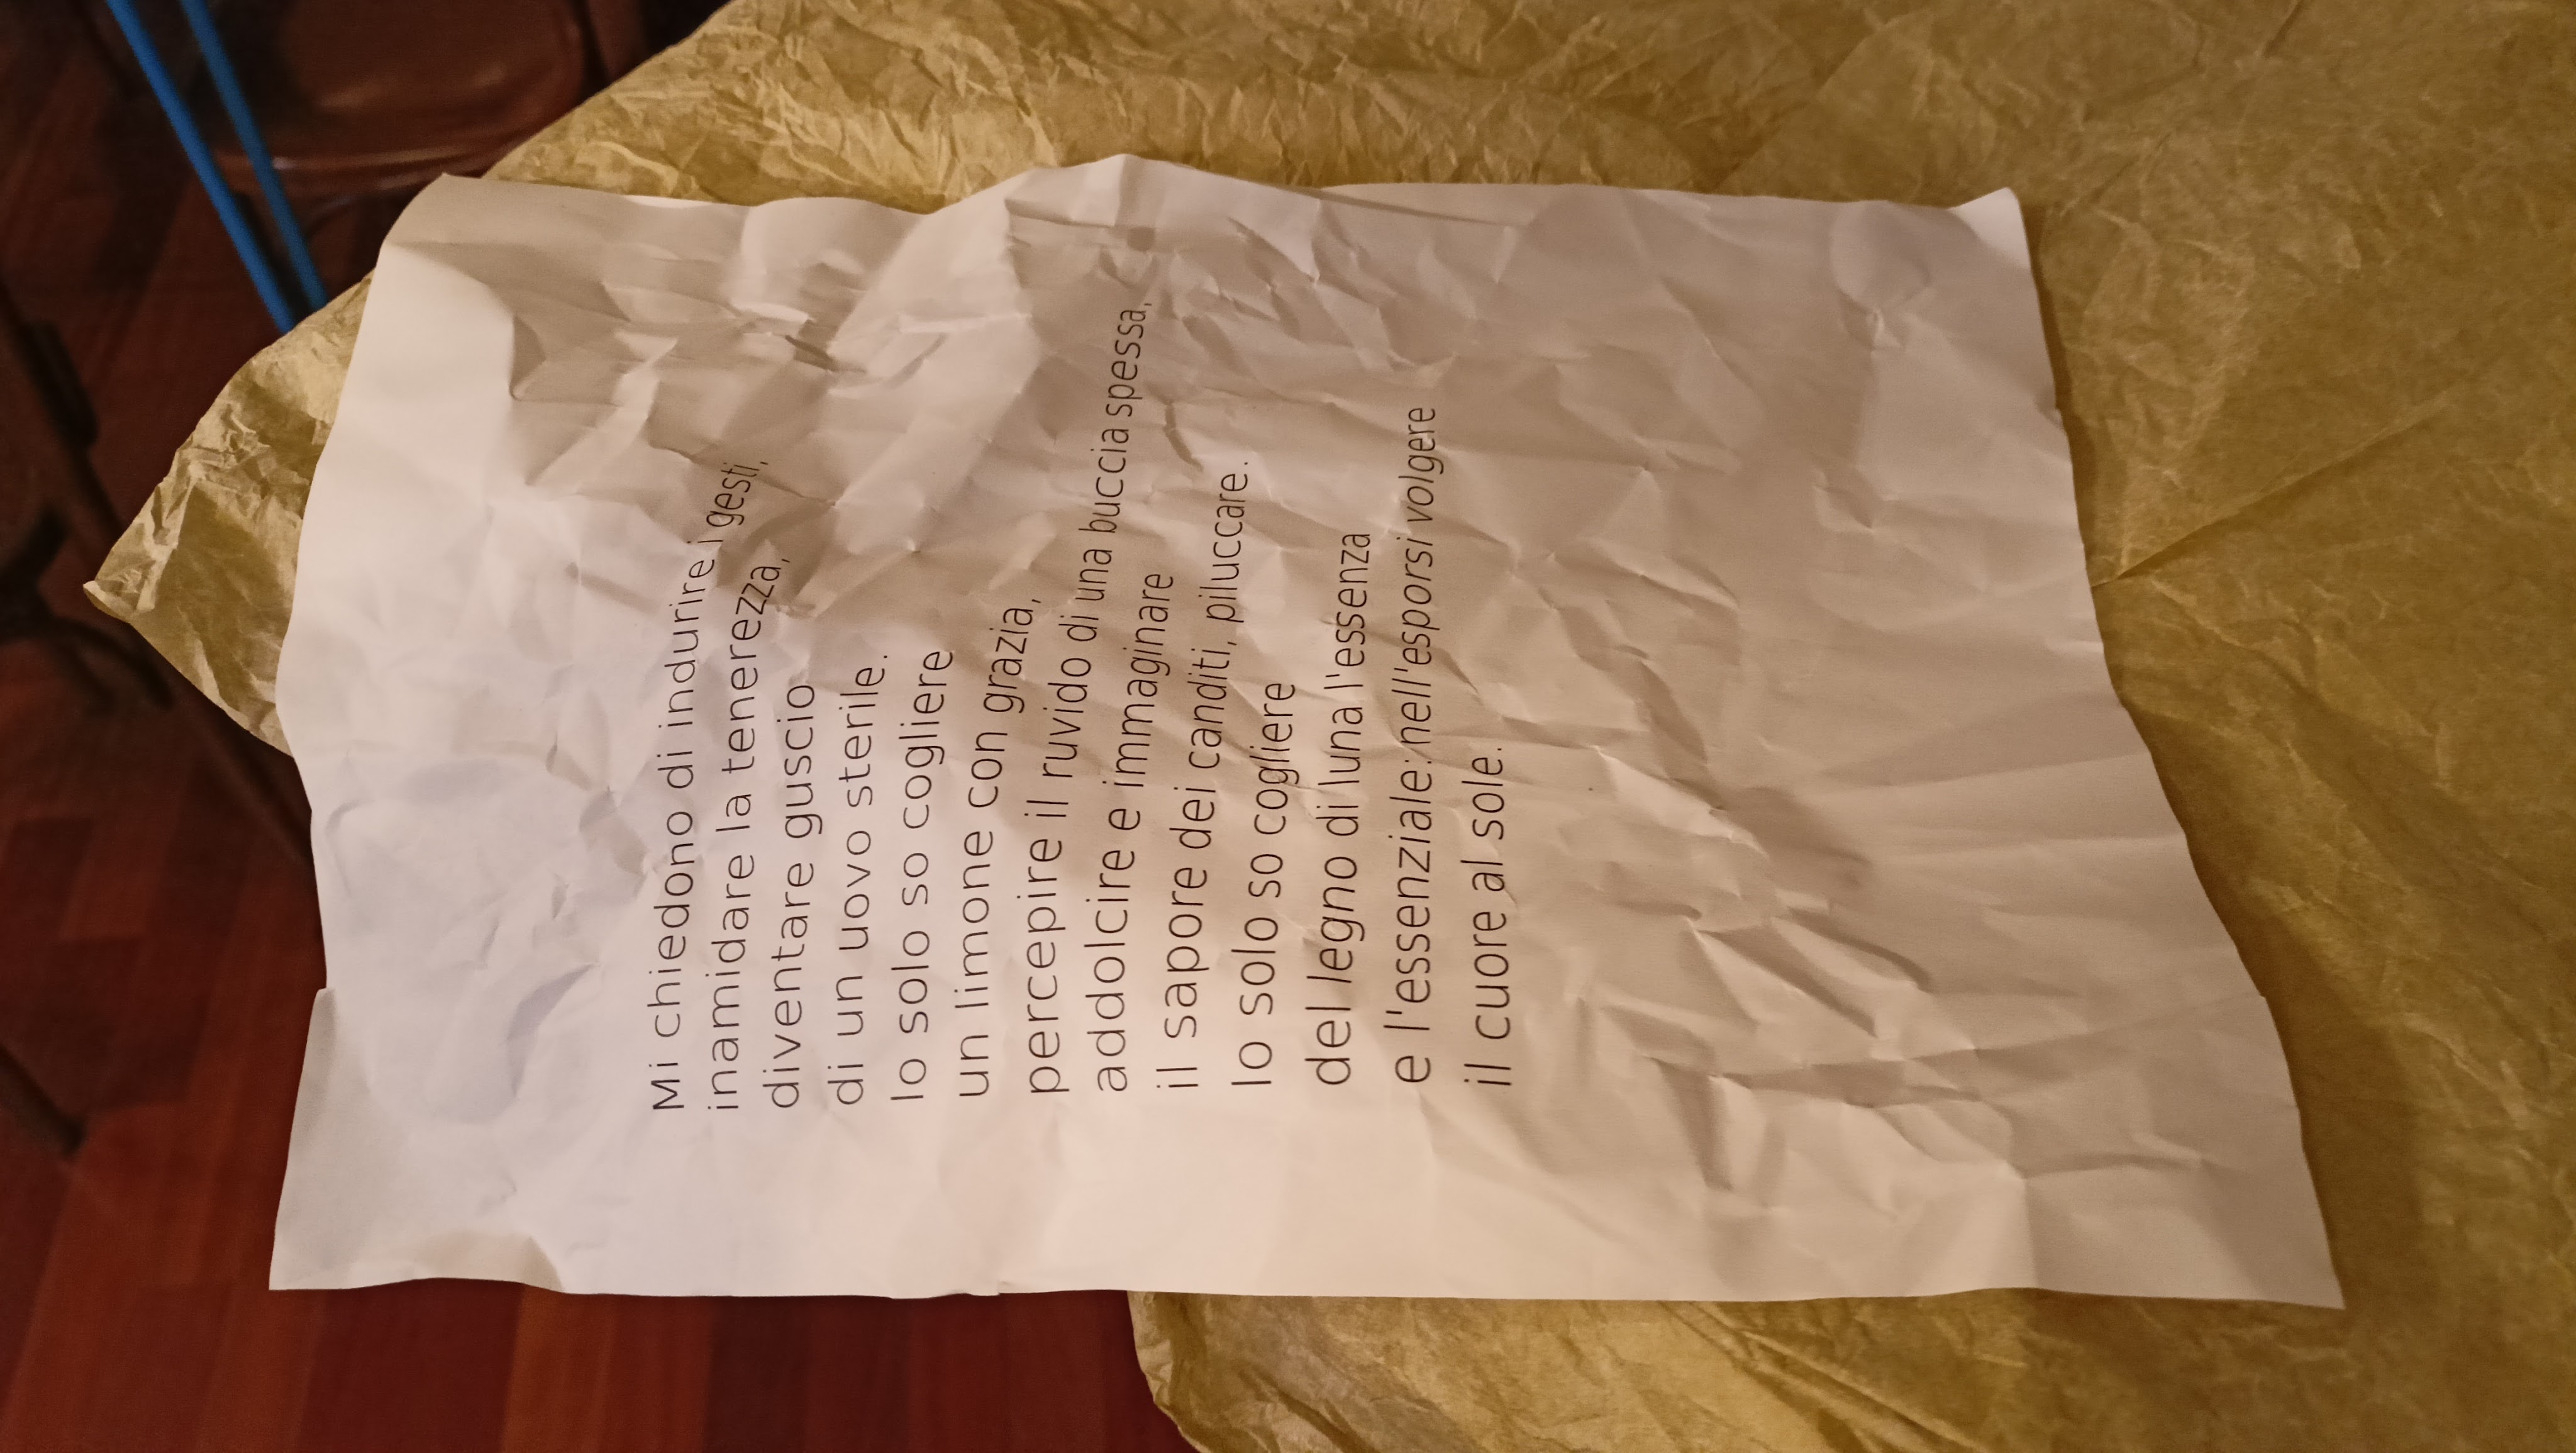 Mi chiedono di indurire i gesti,
inamidare la tenerezza,
diventare guscio
di un uovo sterile.
Io solo so cogliere
un limone con grazia,
percepire il ruvido di una buccia spessa,
addolcire e immaginare
il sapore dei canditi, piluccare.
Io solo so cogliere
del legno di luna l'essenza
e l'essenziale: nell'esporsi volgere
il cuore al sole.